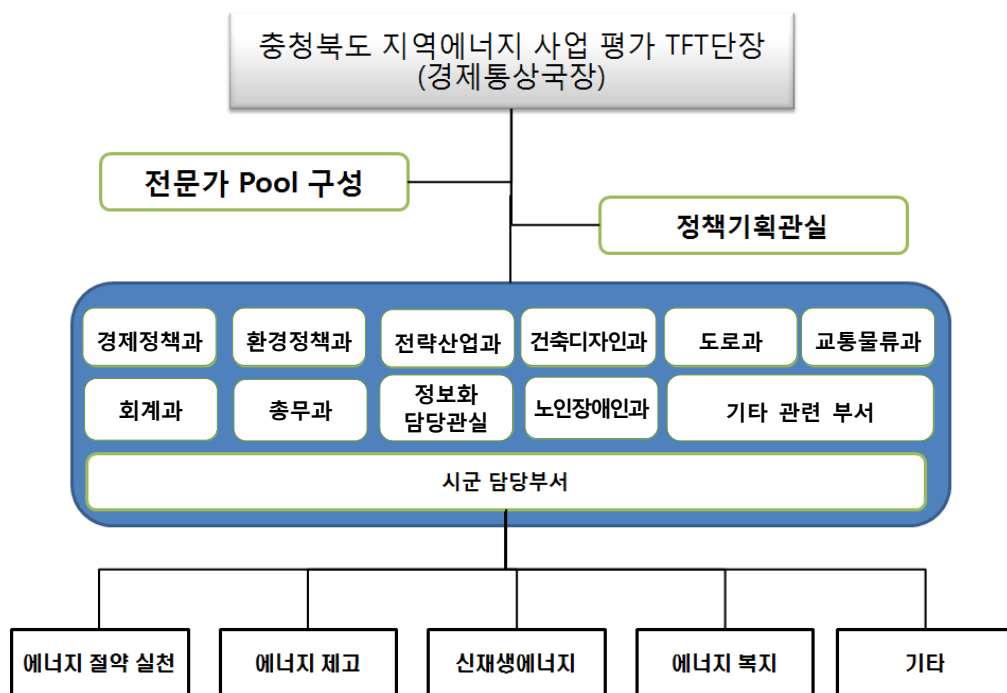 충청북도 지역에너지 사업 평가 TFT단장
(경제통상국장)
전문가 Pool 구성
정책기획관실
경제정책과
환경정책과
전략산업과
건축디자인과
도로과
교통물류과
회계과
총무과
정보화
담당관실
노인장애인과
기타 관련 부서
시군 담당부서
에너지 절약 실천
에너지 제고
신재생에너지
에너지 복지
기타